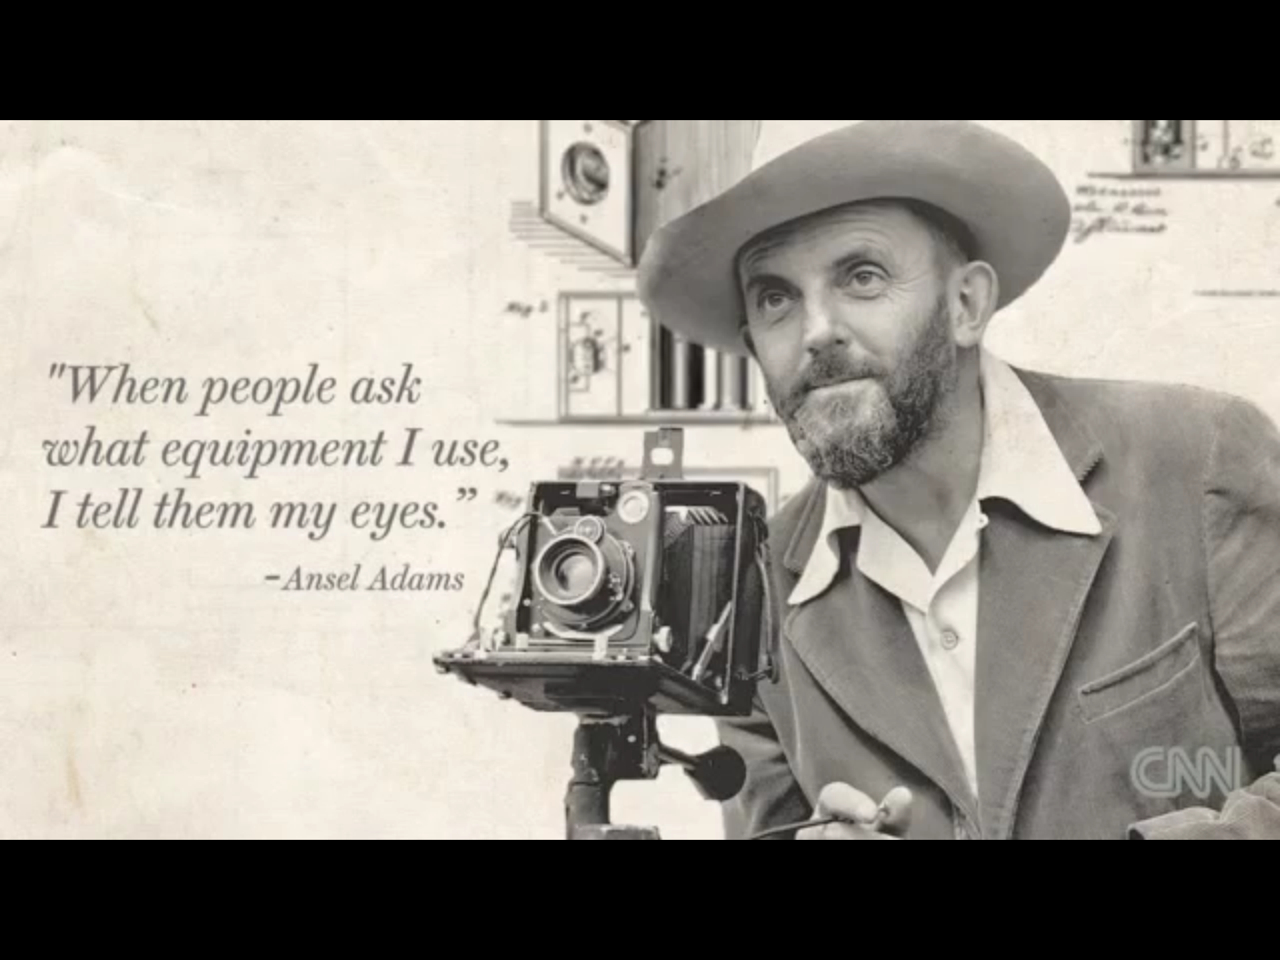 "When people ask
what equipment I use,
I tell them my eyes.”
–Ansel Adams
CNN